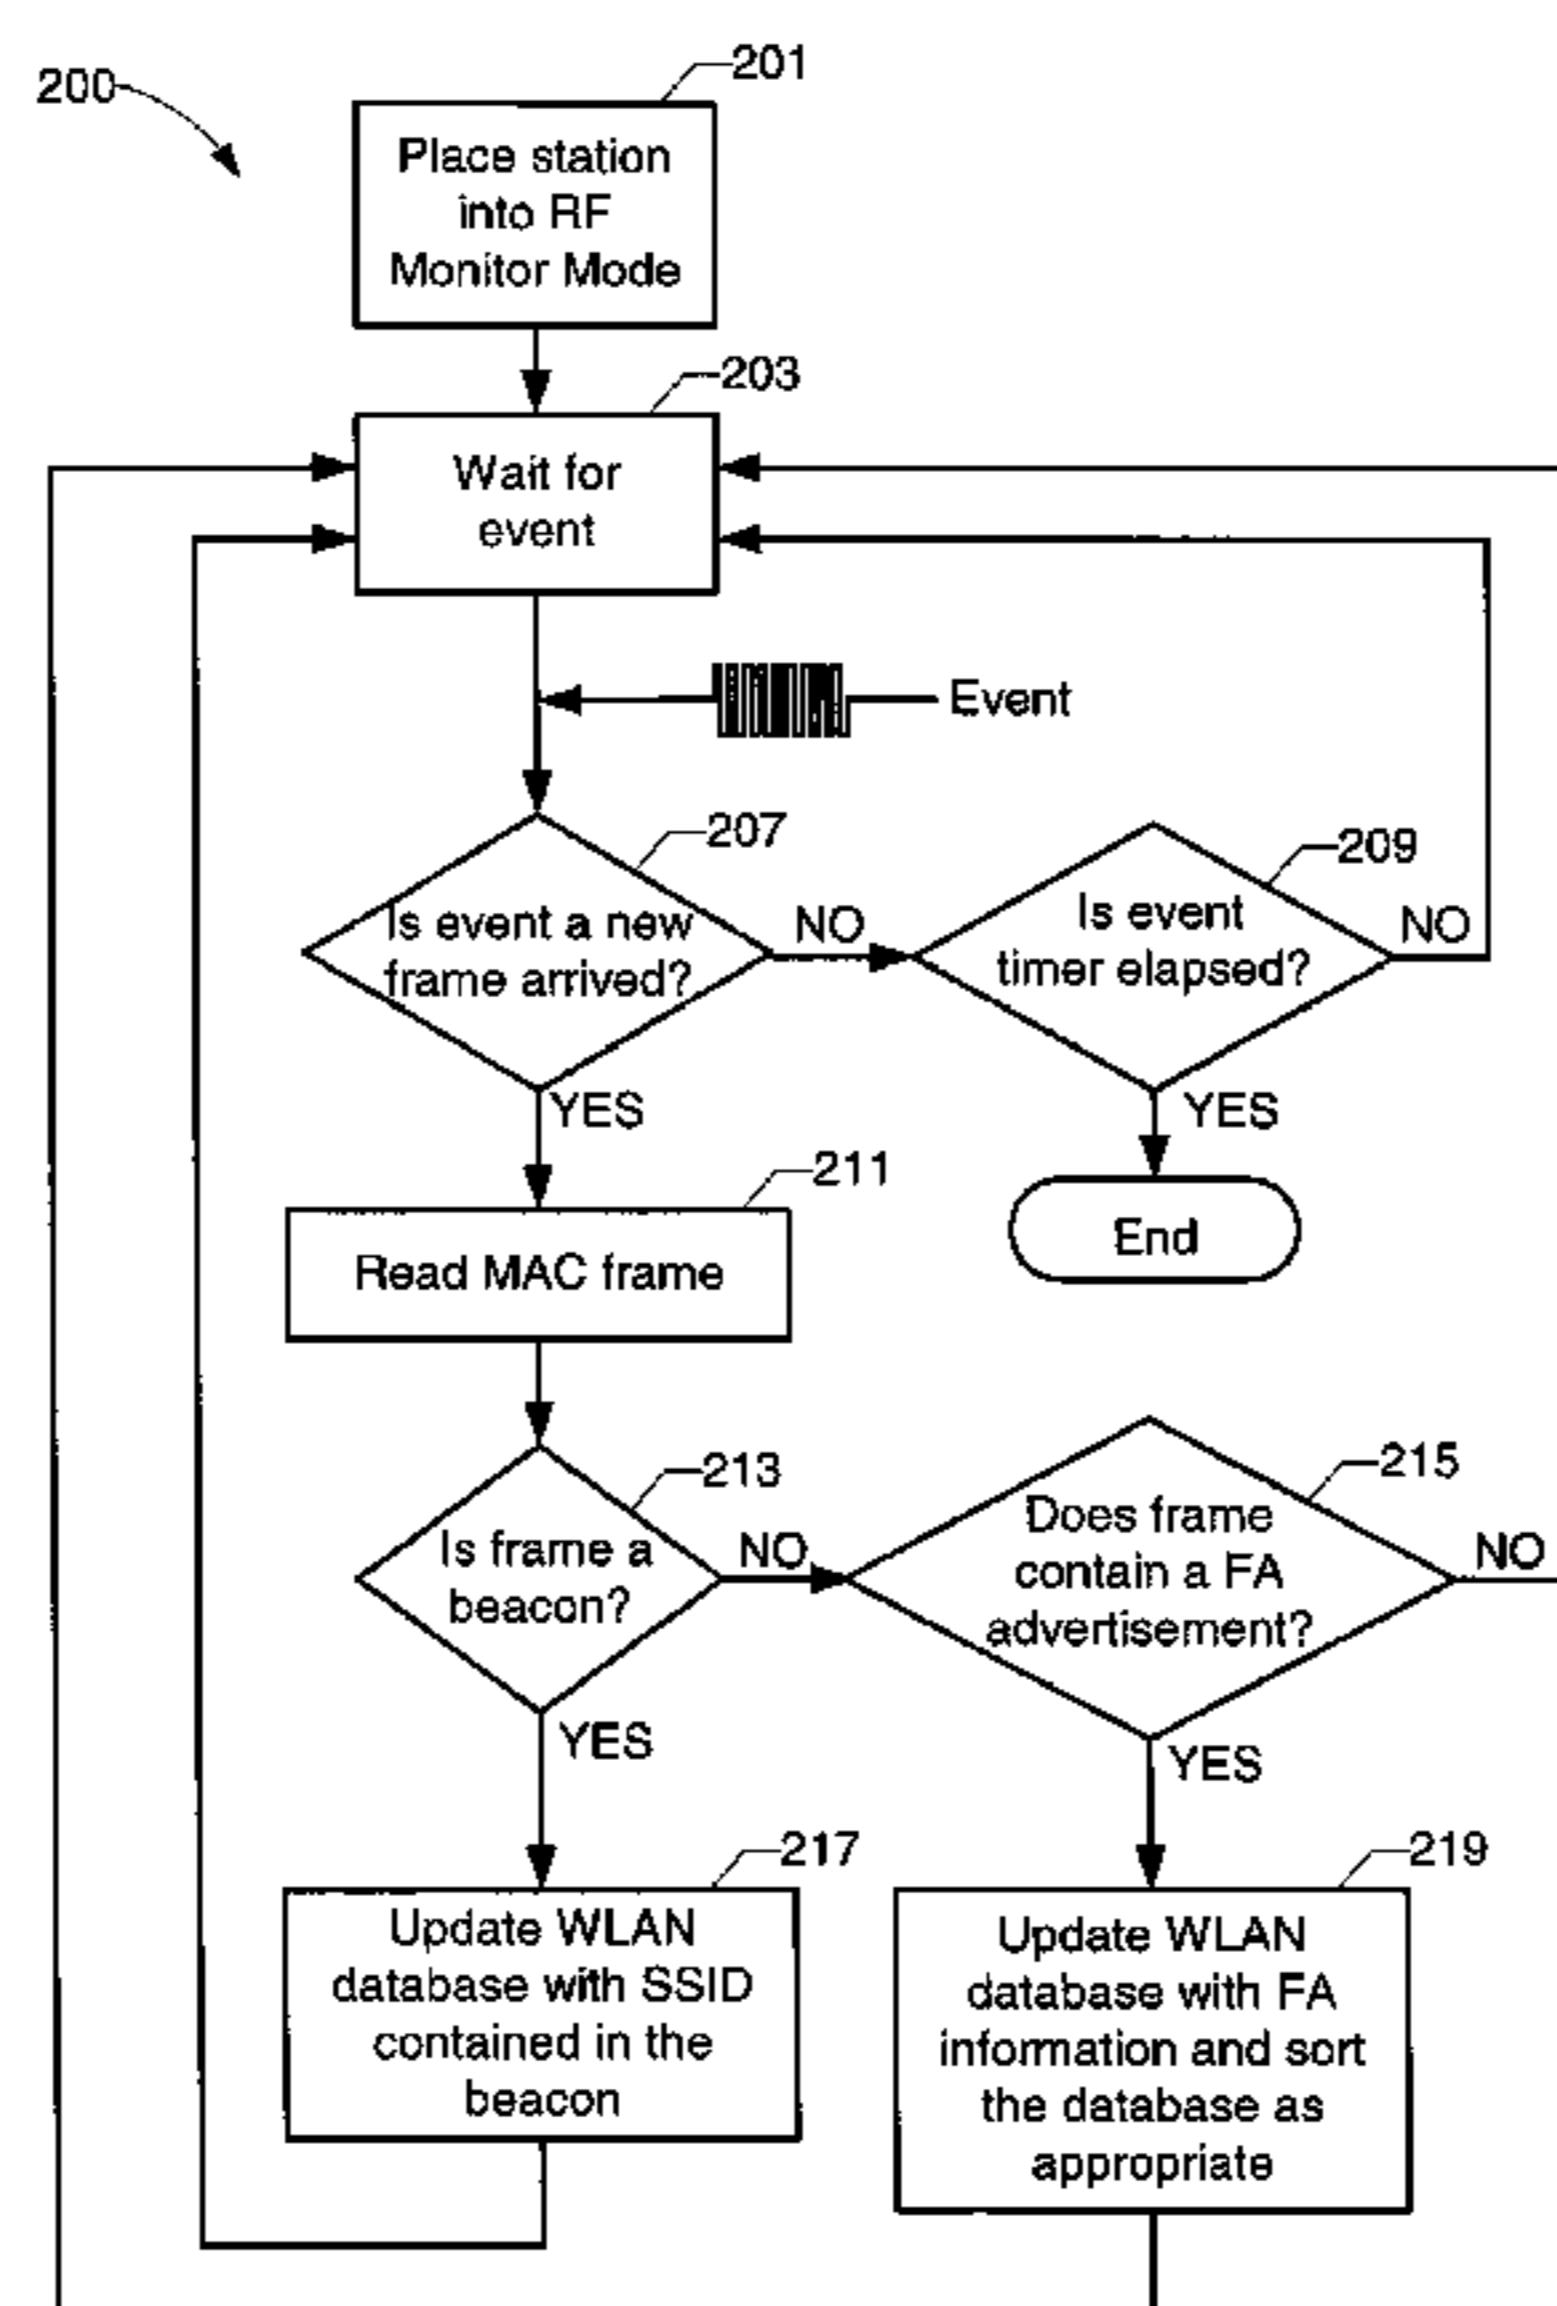 200
201
Place station
into RF
Monitor Mode
203
Wait for
event
Event
207
Is event a new
frame arrived?
NO
209
Is event
timer elapsed?
NO
YES
YES
211
Read MAC frame
End
213
Is frame a
beacon?
NO
215
Does frame
contain a FA
advertisement?
NO
YES
YES
217
Update WLAN
database with SSID
contained in the
beacon
219
Update WLAN
database with FA
information and sort
the database as
appropriate